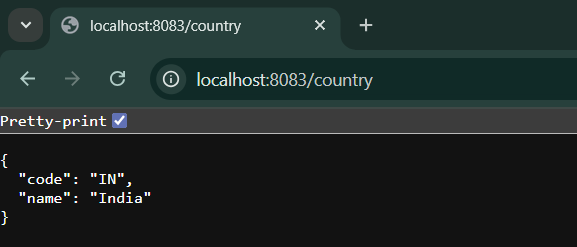 localhost:8083/country
localhost:8083/country
Pretty-print
{
  "code": "IN",
  "name": "India"
}